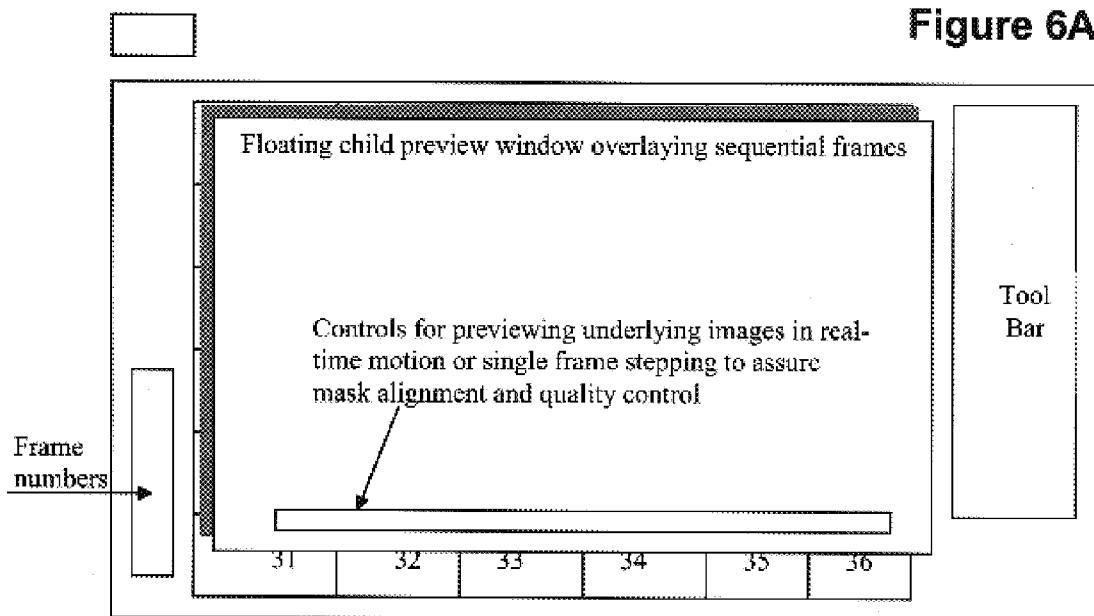 Figure 6A
Floating child preview window overlaying sequential frames
Controls for previewing underlying images in real-
time motion or single frame stepping to assure
mask alignment and quality control
Tool
Bar
Frame
numbers
31 32 33 34 35 36